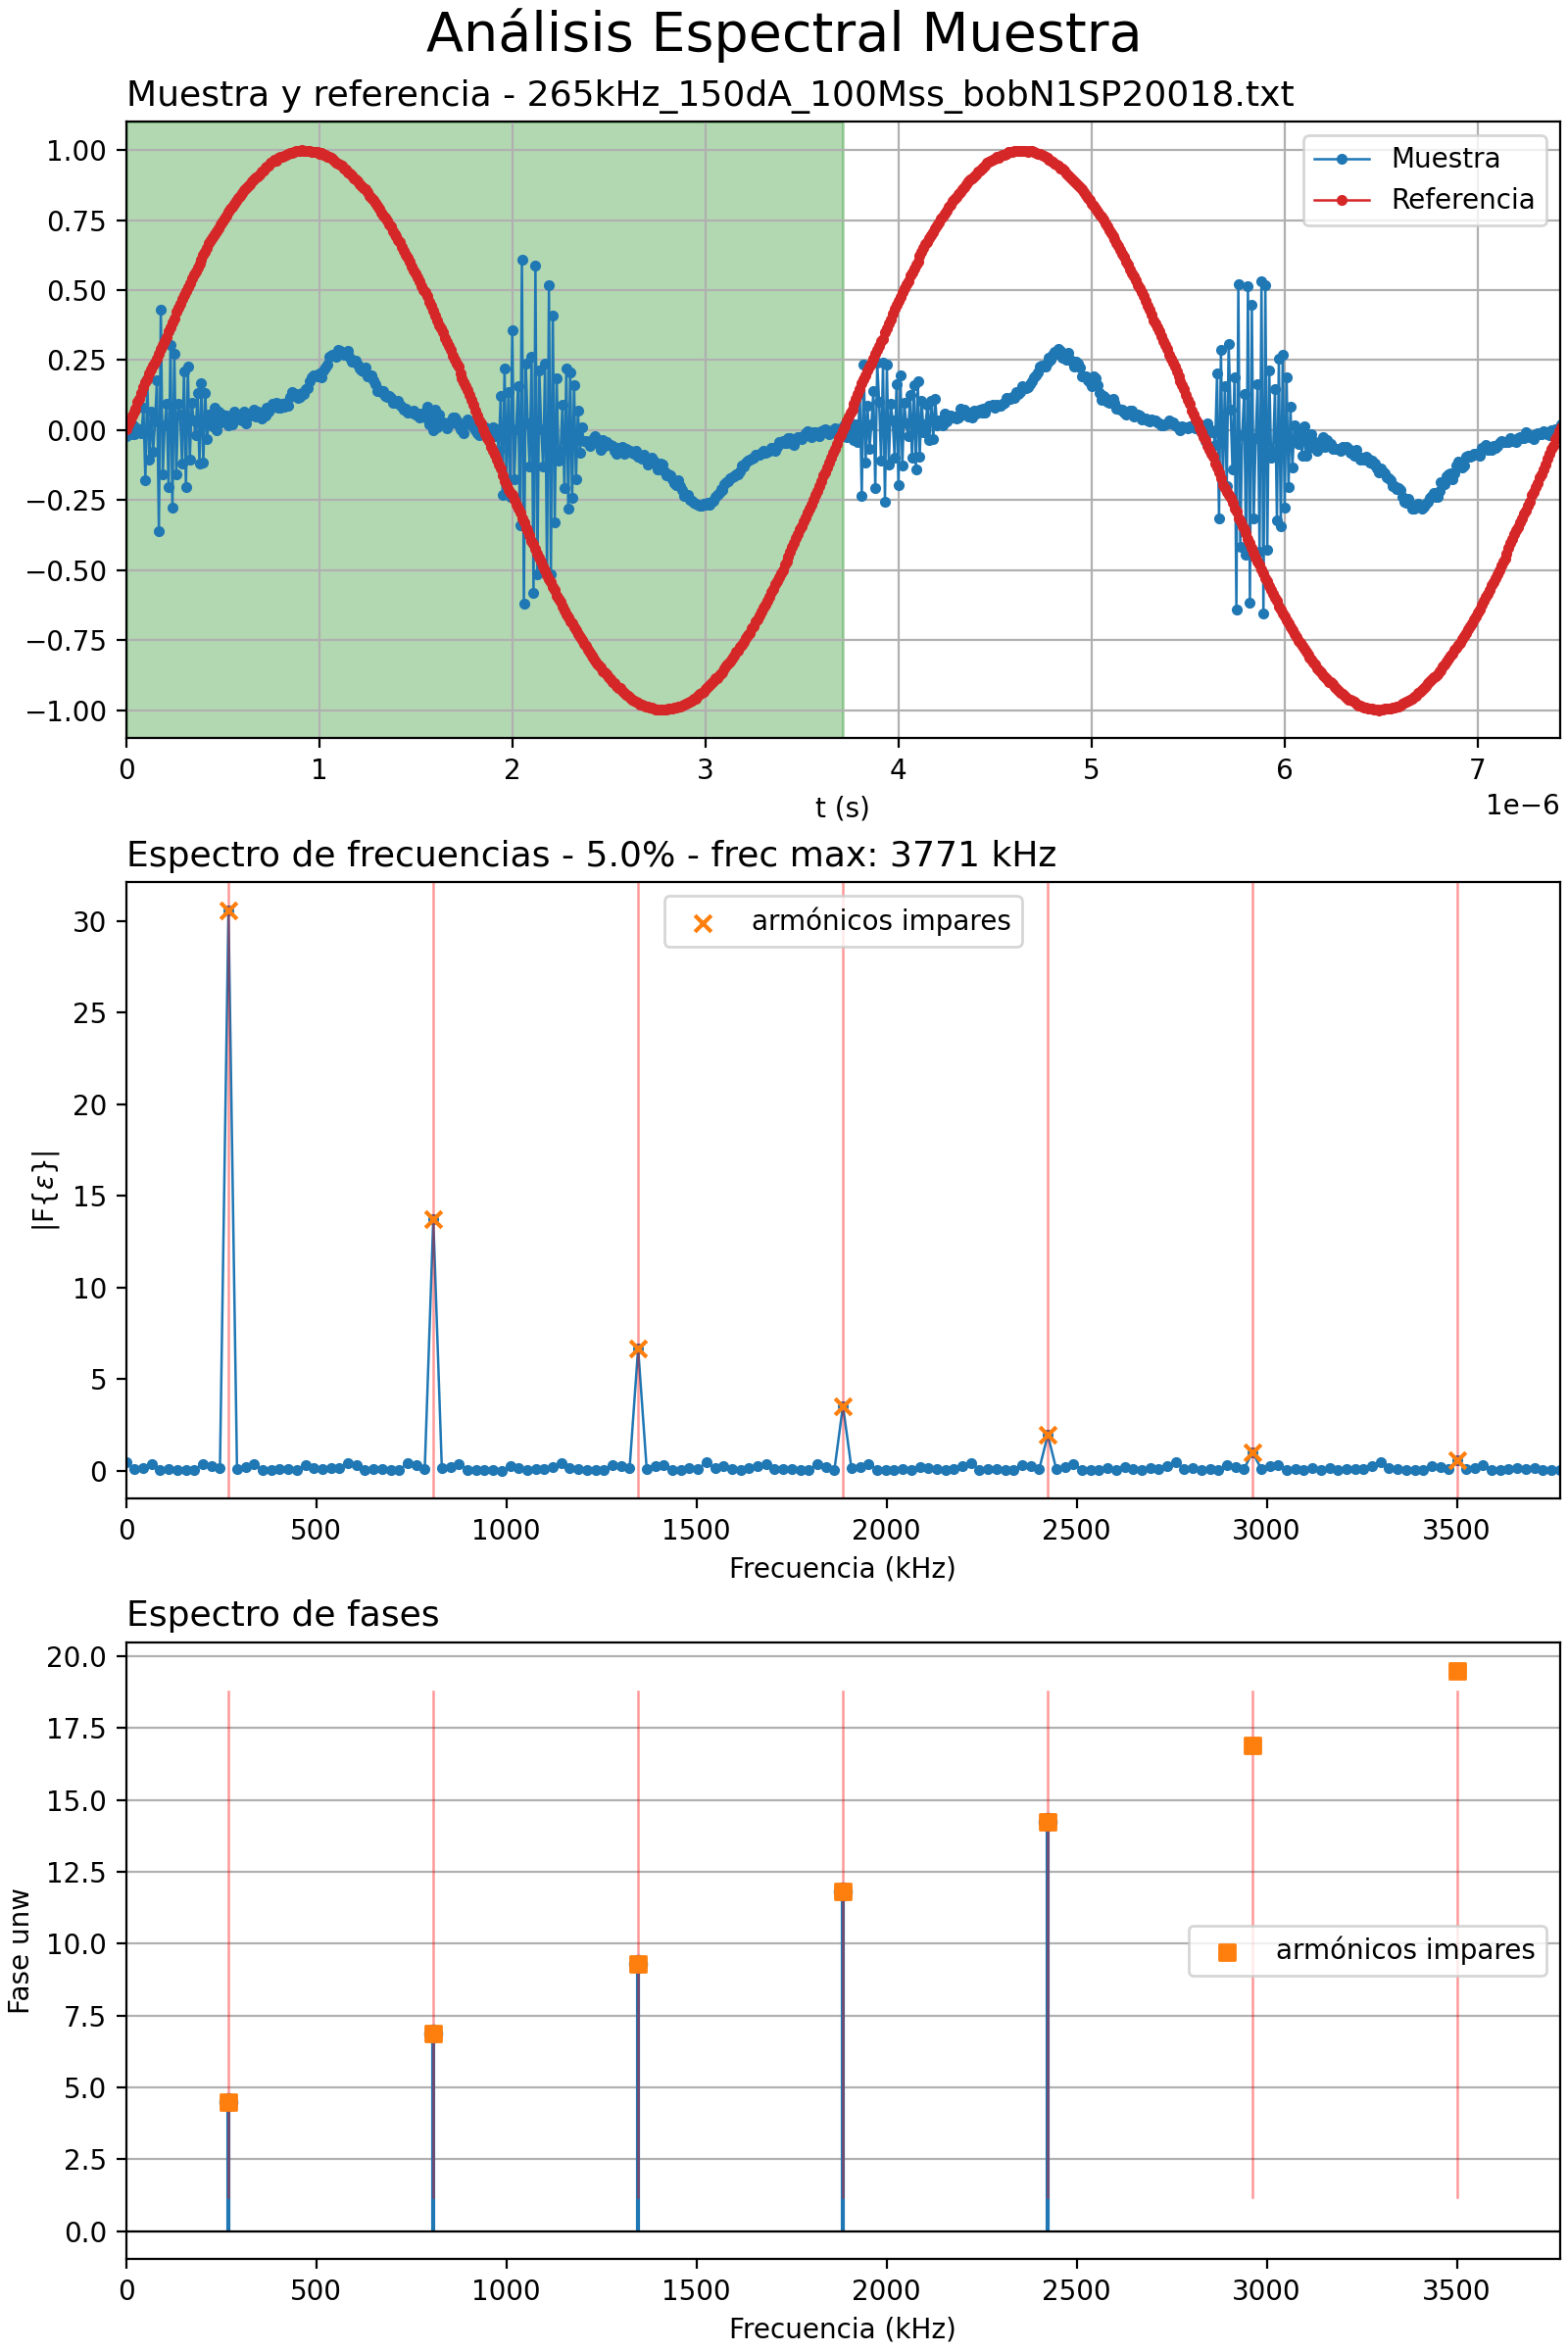 Análisis Espectral Muestra
Muestra y referencia - 265kHz_150dA_100Mss_bobN1SP20018.txt
1.00
0.75
0.50
0.25
0.00
−0.25
−0.50
−0.75
−1.00
Muestra
Referencia
0 1 2 3 4 5 6 7
1e−6
t (s)
Espectro de frecuencias - 5.0% - frec max: 3771 kHz
30
25
20
15
10
5
0
|F{ε}|
armónicos impares
0 500 1000 1500 2000 2500 3000 3500
Frecuencia (kHz)
Espectro de fases
20.0
17.5
15.0
12.5
10.0
7.5
5.0
2.5
0.0
Fase unw
armónicos impares
0 500 1000 1500 2000 2500 3000 3500
Frecuencia (kHz)